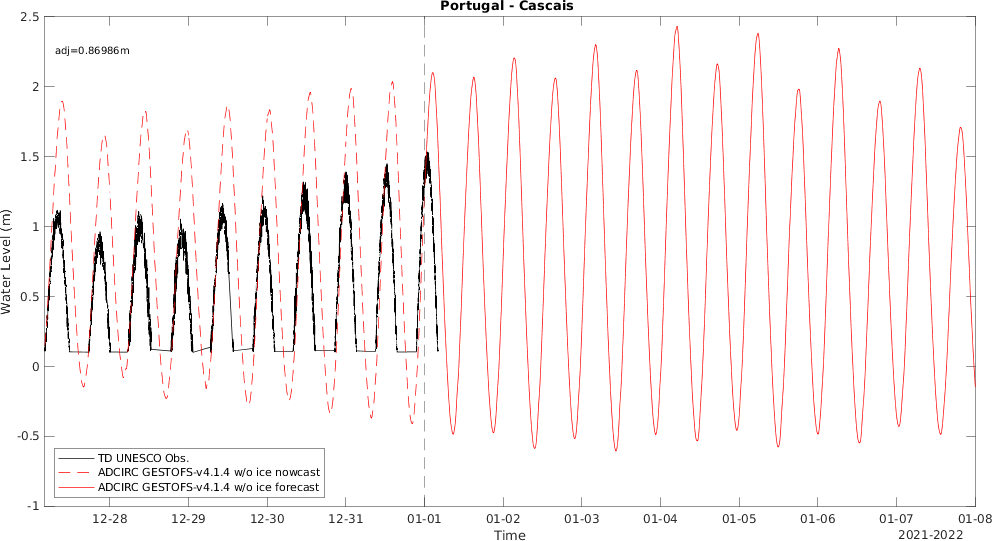 Portugal - Cascais
adj=0.86986m
2.5
2
1.5
1
0.5
0
-0.5
-1
Water Level (m)
TD UNESCO Obs.
ADCIRC GESTOFS-v4.1.4 w/o ice nowcast
ADCIRC GESTOFS-v4.1.4 w/o ice forecast
12-28 12-29 12-30 12-31 01-01 01-02 01-03 01-04 01-05 01-06 01-07 01-08
Time
2021-2022